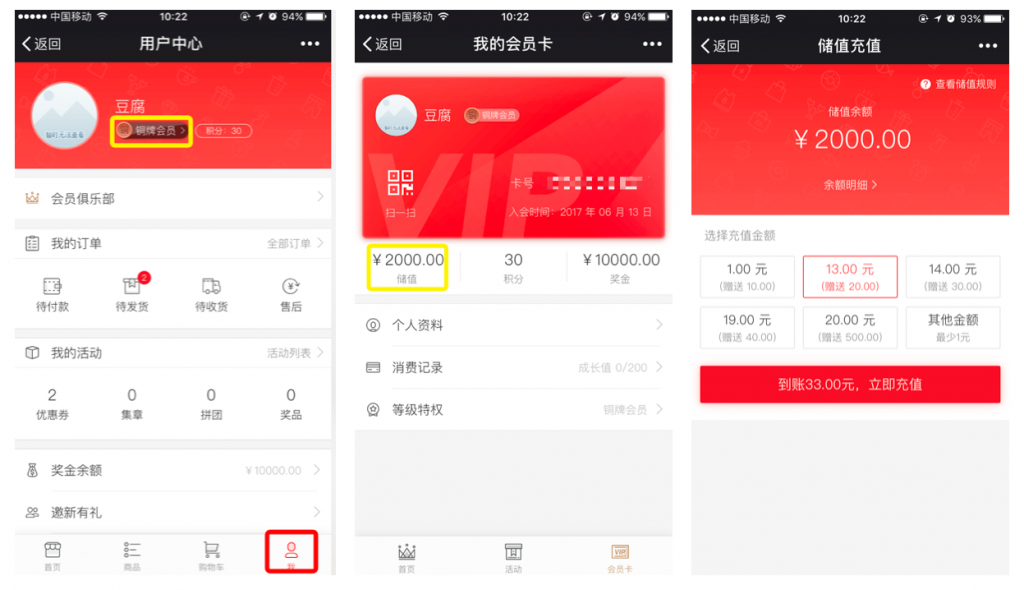 中国移动 10:22 94%
返回 用户中心
豆腐
铜牌会员 积分：30
会员俱乐部
我的订单 全部订单
2
待付款 待发货 待收货 售后
我的活动 活动列表
2 0 0 0
优惠券 集章 拼团 奖品
奖金余额 ¥10000.00
邀新有礼
首页 商品 购物车 我
中国移动 10:22 94%
返回 我的会员卡
豆腐 铜牌会员
VIP
卡号
扫一扫 入会时间：2017 年 06 月 13 日
¥2000.00 30 ¥10000.00
储值 积分 奖金
个人资料
消费记录 成长值 0/200
等级特权 铜牌会员
VIP
首页 活动 会员卡
中国移动 10:22 93%
返回 储值充值
? 查看储值规则
储值余额
¥2000.00
余额明细
选择充值金额
1.00 元 13.00 元 14.00 元
(赠送 10.00) (赠送 20.00) (赠送 30.00)
19.00 元 20.00 元 其他金额
(赠送 40.00) (赠送 500.00) 最少1元
到账33.00元，立即充值